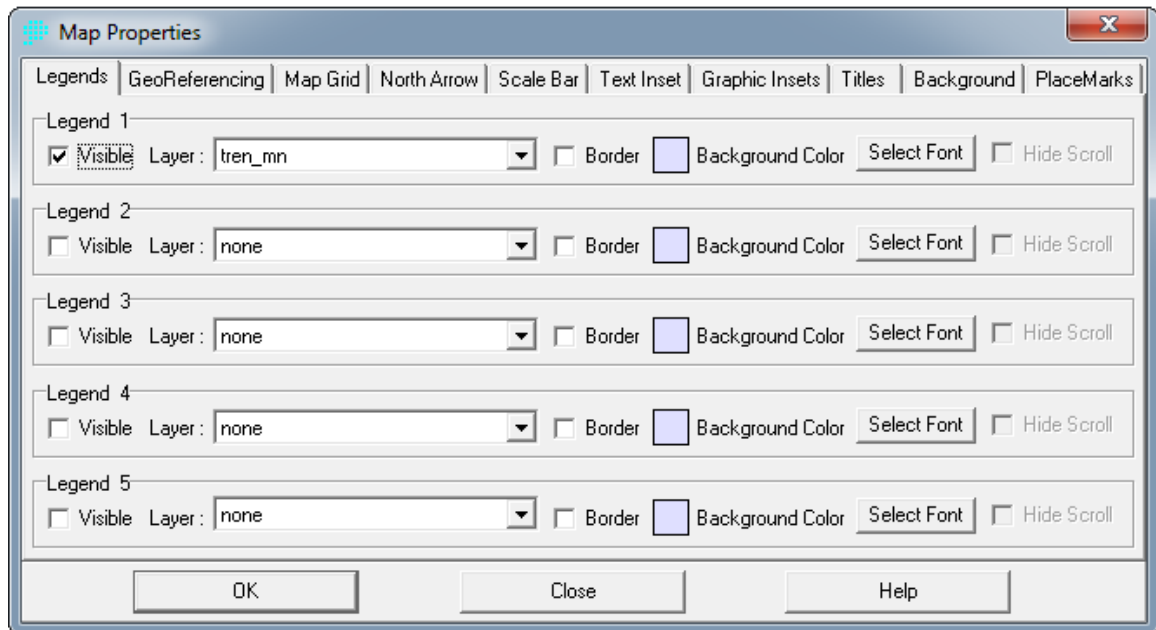 Map Properties
Legends GeoReferencing Map Grid North Arrow Scale Bar Text Inset Graphic Insets Titles Background PlaceMarks
Legend 1
Visible Layer : tren_mn Border Background Color Select Font Hide Scroll
Legend 2
Visible Layer : none Border Background Color Select Font Hide Scroll
Legend 3
Visible Layer : none Border Background Color Select Font Hide Scroll
Legend 4
Visible Layer : none Border Background Color Select Font Hide Scroll
Legend 5
Visible Layer : none Border Background Color Select Font Hide Scroll
OK Close Help